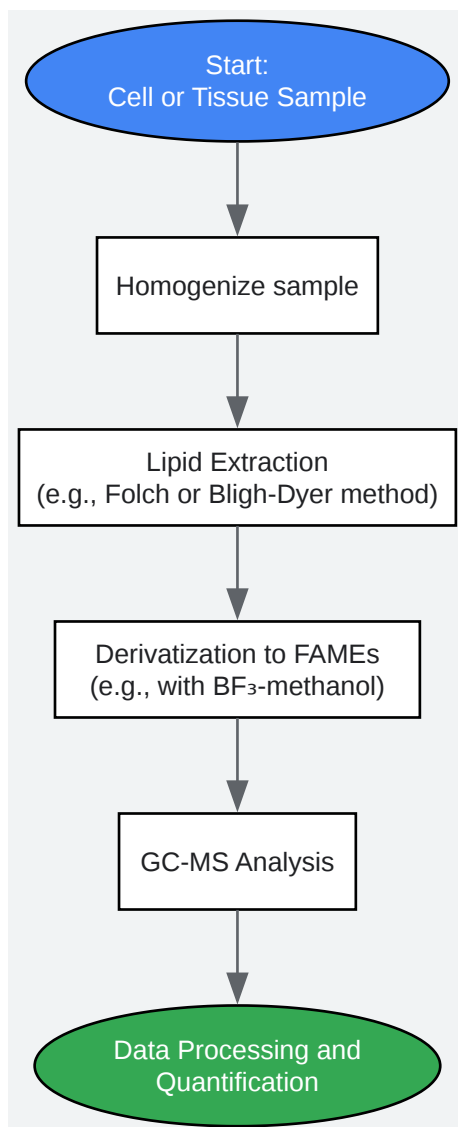 Start:
Cell or Tissue Sample
Homogenize sample
Lipid Extraction
(e.g., Folch or Bligh-Dyer method)
Derivatization to FAMEs
(e.g., with BF₃-methanol)
GC-MS Analysis
Data Processing and
Quantification